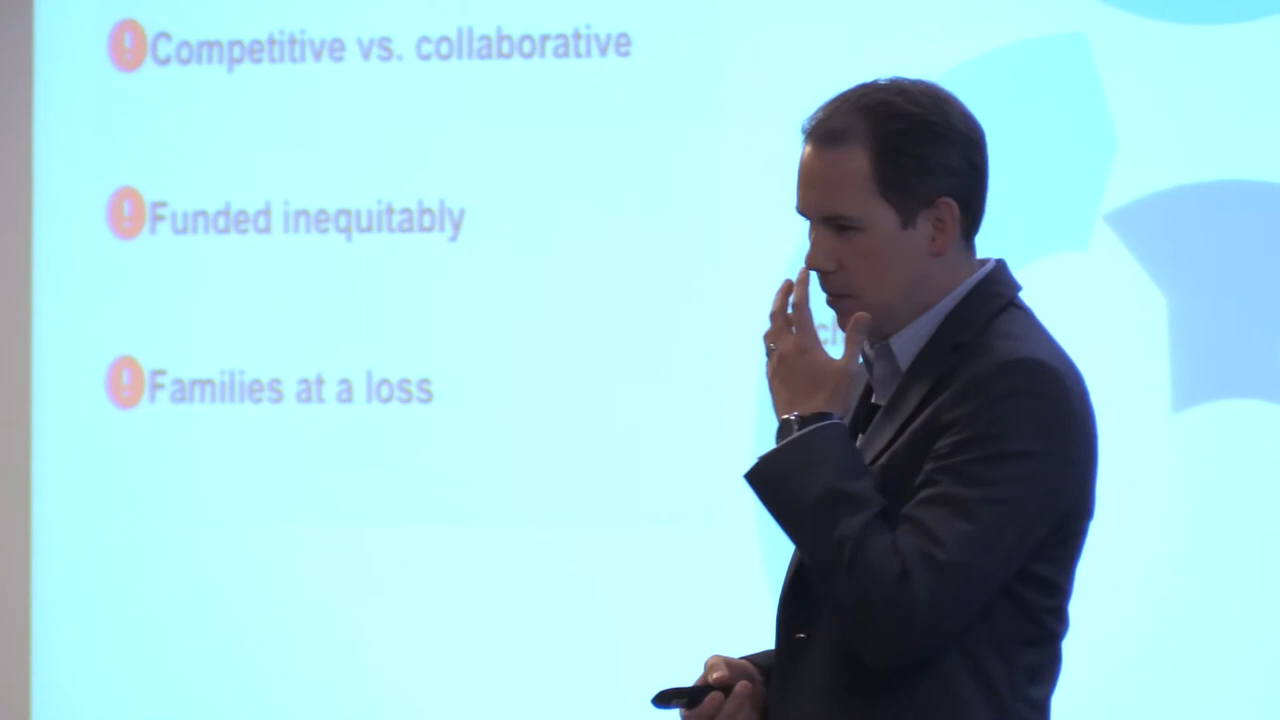 Competitive vs. collaborative
Funded inequitably
Families at a loss